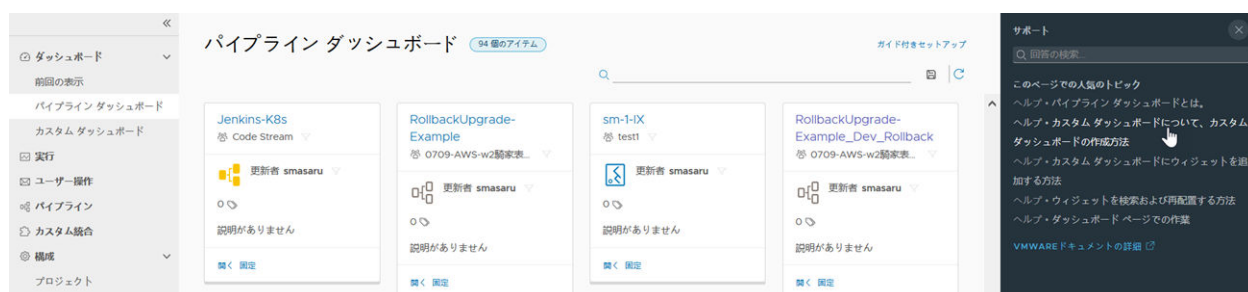 ダッシュボード
前回の表示
パイプライン ダッシュボード
カスタム ダッシュボード
実行
ユーザー操作
パイプライン
カスタム統合
構成
プロジェクト
パイプライン ダッシュボード
94 個のアイテム
ガイド付きセットアップ
Jenkins-K8s
Code Stream
更新者 smasaru
0
説明がありません
開く 固定
RollbackUpgrade-
Example
0709-AWS-w2騎家表...
更新者 smasaru
0
説明がありません
開く 固定
sm-1-IX
test1
更新者 smasaru
0
説明がありません
開く 固定
RollbackUpgrade-
Example_Dev_Rollback
0709-AWS-w2騎家表...
更新者 smasaru
0
説明がありません
開く 固定
サポート
回答の検索
このページでの人気のトピック
ヘルプ • パイプライン ダッシュボードとは。
ヘルプ • カスタム ダッシュボードについて、カスタム
ダッシュボードの作成方法
ヘルプ • カスタム ダッシュボードにウィジェットを追
加する方法
ヘルプ • ウィジェットを検索および再配置する方法
ヘルプ • ダッシュボード ページでの作業
VMWAREドキュメントの詳細